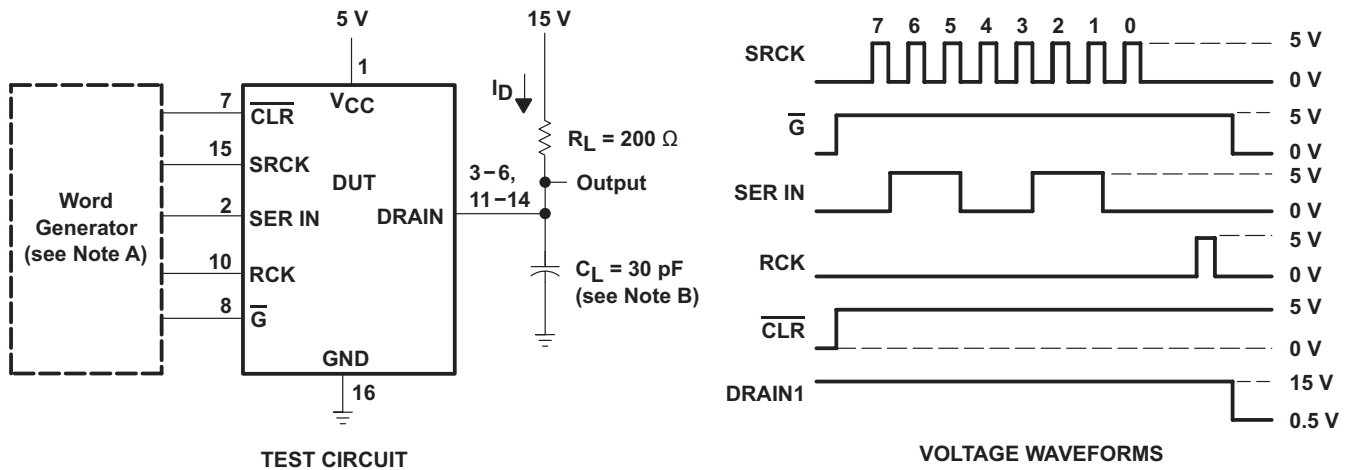 5 V
15 V
1
VCC
ID
RL = 200 Ω
7
CLR
15
SRCK
DUT
3−6,
11−14
Output
Word
Generator
(see Note A)
2
SER IN
DRAIN
10
RCK
CL = 30 pF
(see Note B)
8
G
GND
16
TEST CIRCUIT
7 6 5 4 3 2 1 0
SRCK
5 V
0 V
G
5 V
0 V
SER IN
5 V
0 V
RCK
5 V
0 V
CLR
5 V
0 V
DRAIN1
15 V
0.5 V
VOLTAGE WAVEFORMS